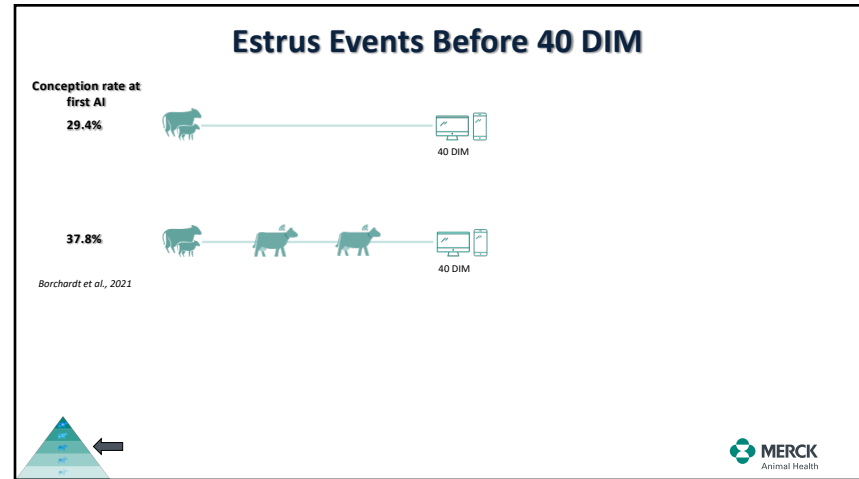 Estrus Events Before 40 DIM
Conception rate at
first AI
29.4%
40 DIM
37.8%
40 DIM
Borchardt et al., 2021
MERCK
Animal Health